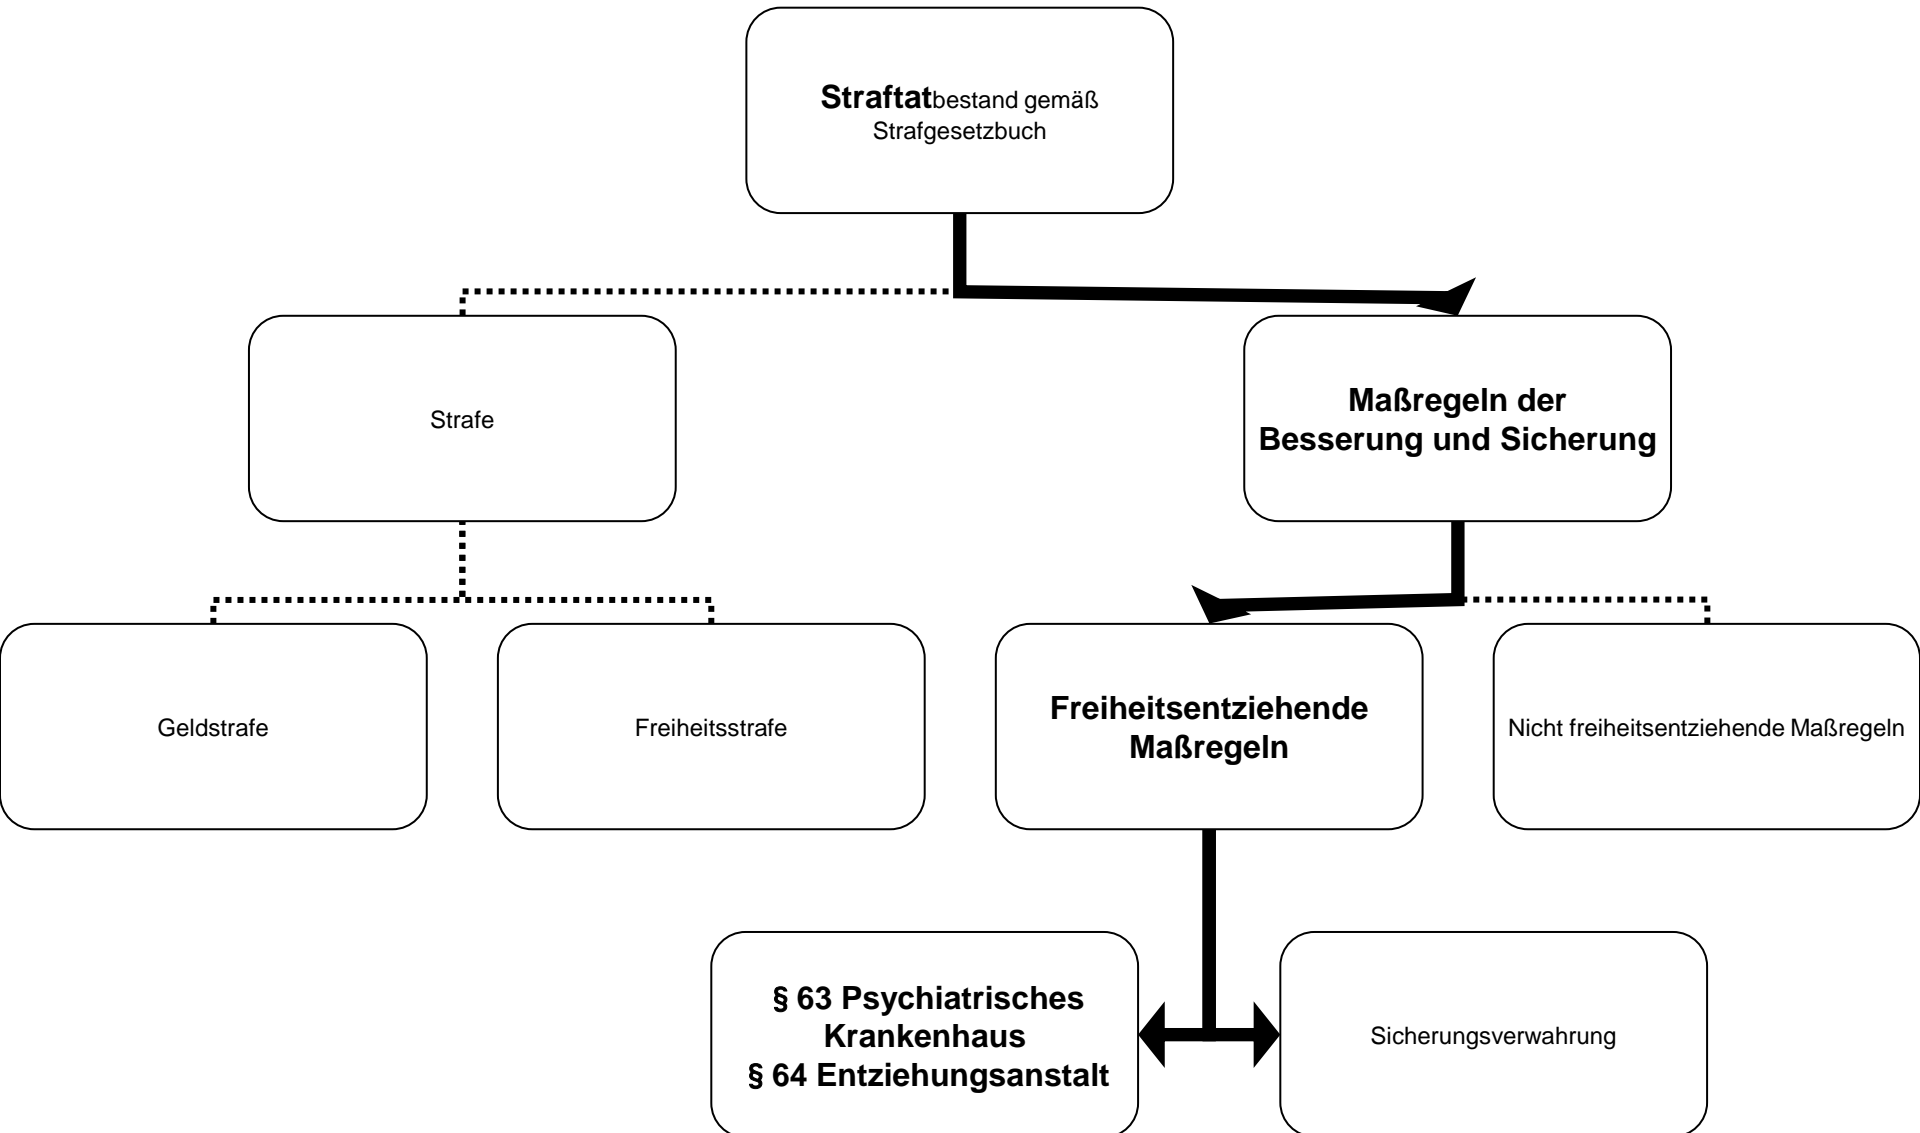 Straftatbestand gemäß
Strafgesetzbuch
Strafe
Maßregeln der
Besserung und Sicherung
Geldstrafe
Freiheitsstrafe
Freiheitsentziehende
Maßregeln
Nicht freiheitsentziehende Maßregeln
§ 63 Psychiatrisches
Krankenhaus
§ 64 Entziehungsanstalt
Sicherungsverwahrung